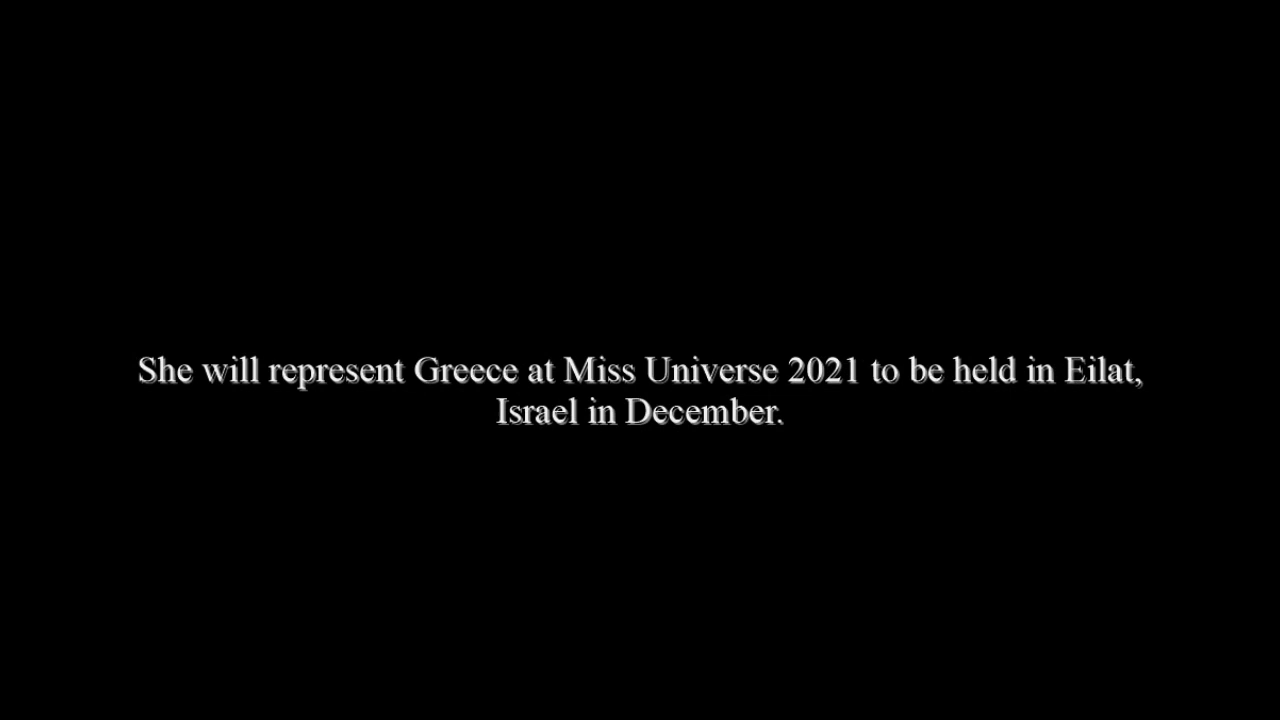 She will represent Greece at Miss Universe 2021 to be held in Eilat,
Israel in December.